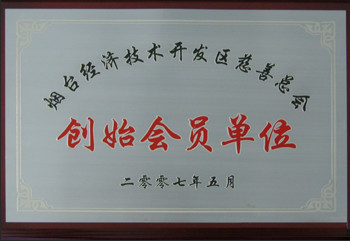 烟台经济技术开发区慈善总会
创始会员单位
二零零七年五月